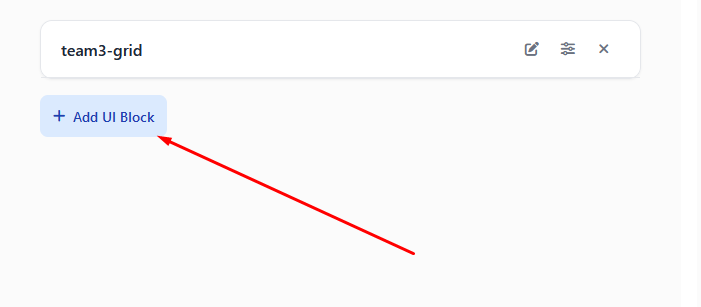 team3-grid
+ Add UI Block